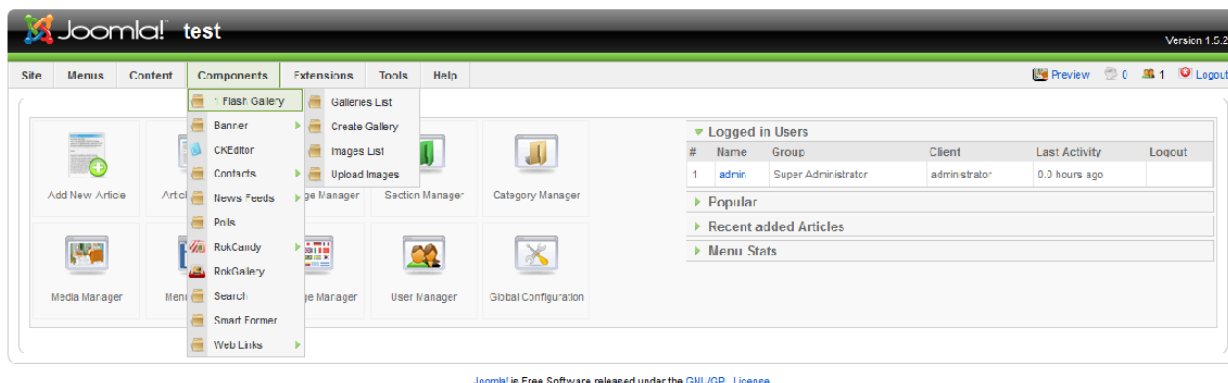 Joomla! test
Version 1.5.2
Site Menus Content Components Extensions Tools Help
Preview 0 1 Logout
1 Flash Gallery
Banner
CKEditor
Contacts
News Feeds
Polls
RokCandy
RokGallery
Search
Smart Former
Web Links
Galleries List
Create Gallery
Images List
Upload Images
Add New Article
Section Manager
Category Manager
Media Manager
User Manager
Global Configuration
Logged in Users
# Name Group Client Last Activity Logout
1 admin Super Administrator administrator 0.0 hours ago
Popular
Recent added Articles
Menu Stats
Joomla! is Free Software released under the GNU/GPL License.